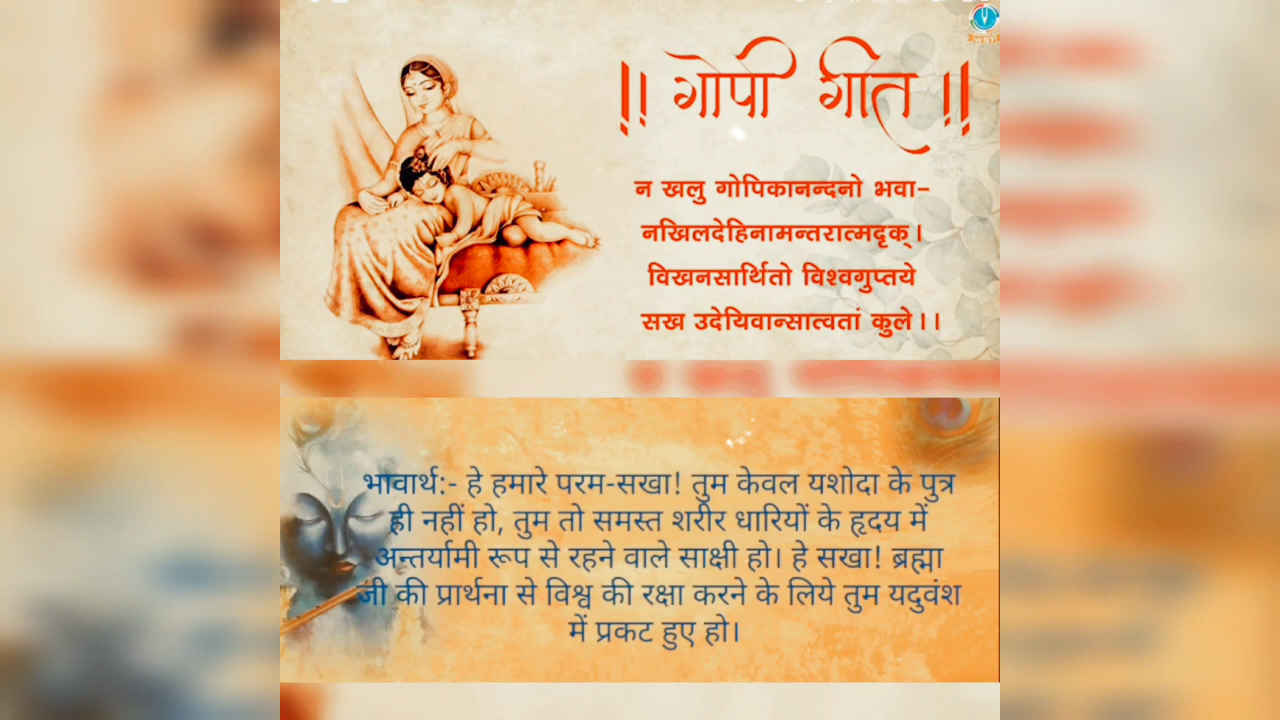 !! गोपी गीत !!
न खलु गोपिकानन्दनो भवा-
नखिलदेहिनामन्तरात्मदृक्।
विखनसार्थितो विश्वगुप्तये
सख उदेयिवान्सात्वतां कुले।।
भावार्थ:- हे हमारे परम-सखा! तुम केवल यशोदा के पुत्र
ही नहीं हो, तुम तो समस्त शरीर धारियों के हृदय में
अन्तर्यामी रूप से रहने वाले साक्षी हो। हे सखा! ब्रह्मा
जी की प्रार्थना से विश्व की रक्षा करने के लिये तुम यदुवंश
में प्रकट हुए हो।